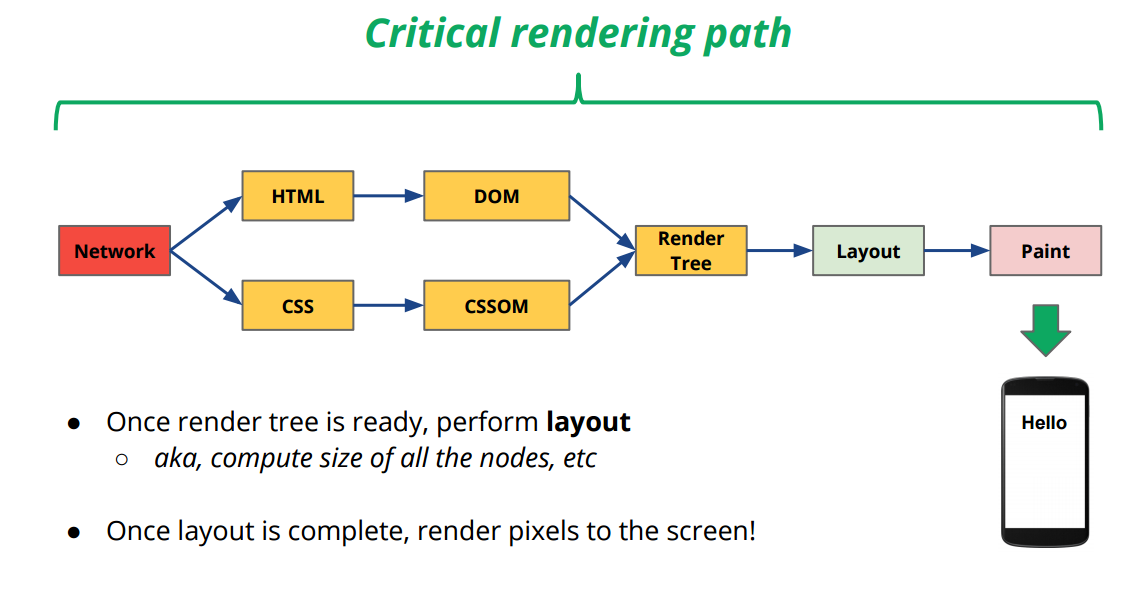 Critical rendering path
HTML
DOM
Network
Render
Tree
Layout
Paint
CSS
CSSOM
● Once render tree is ready, perform layout
○ aka, compute size of all the nodes, etc
● Once layout is complete, render pixels to the screen!
Hello